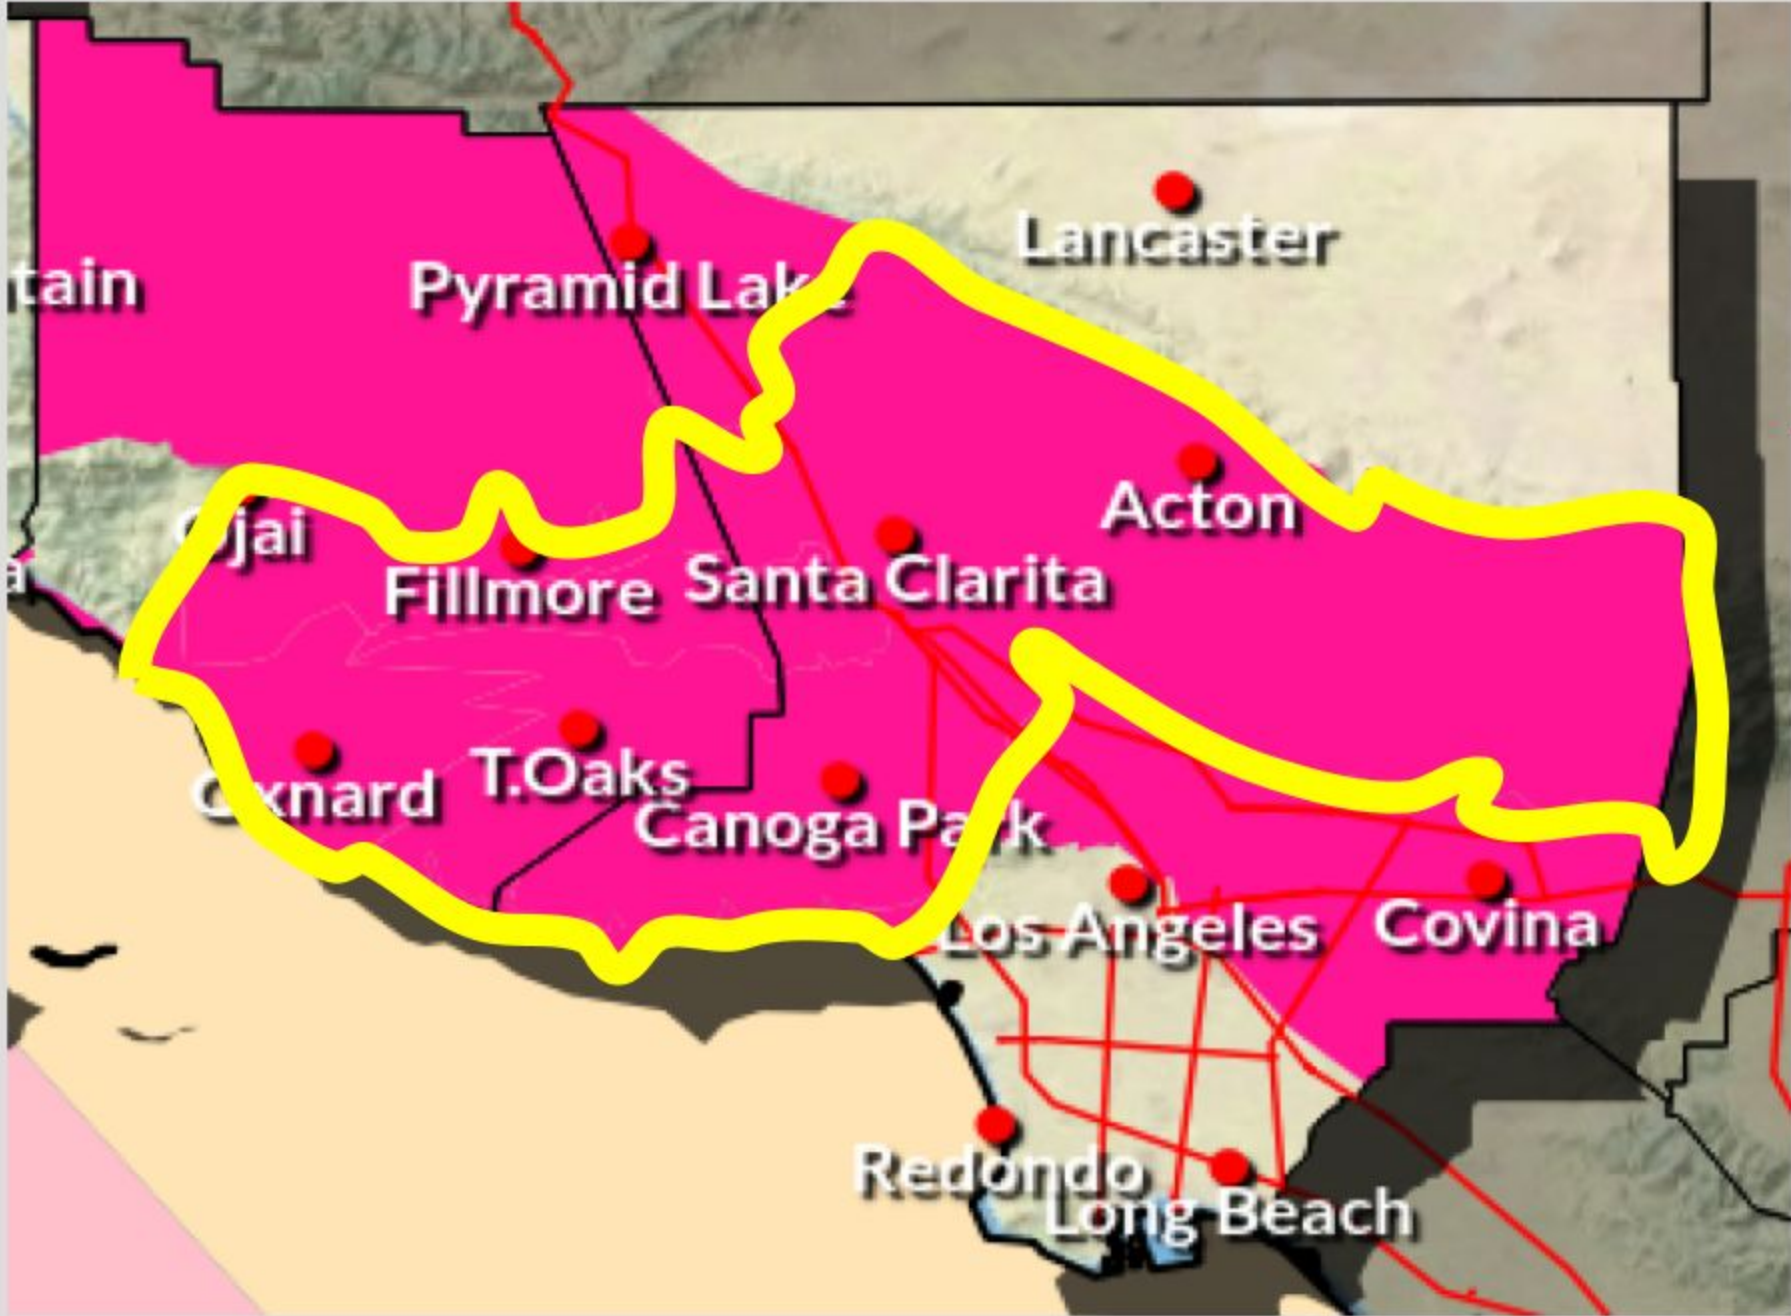 Lancaster
tain
Pyramid Lake
Acton
Ojai
Fillmore
Santa Clarita
Oxnard
T.Oaks
Canoga Park
Los Angeles
Covina
Redondo
Long Beach
a